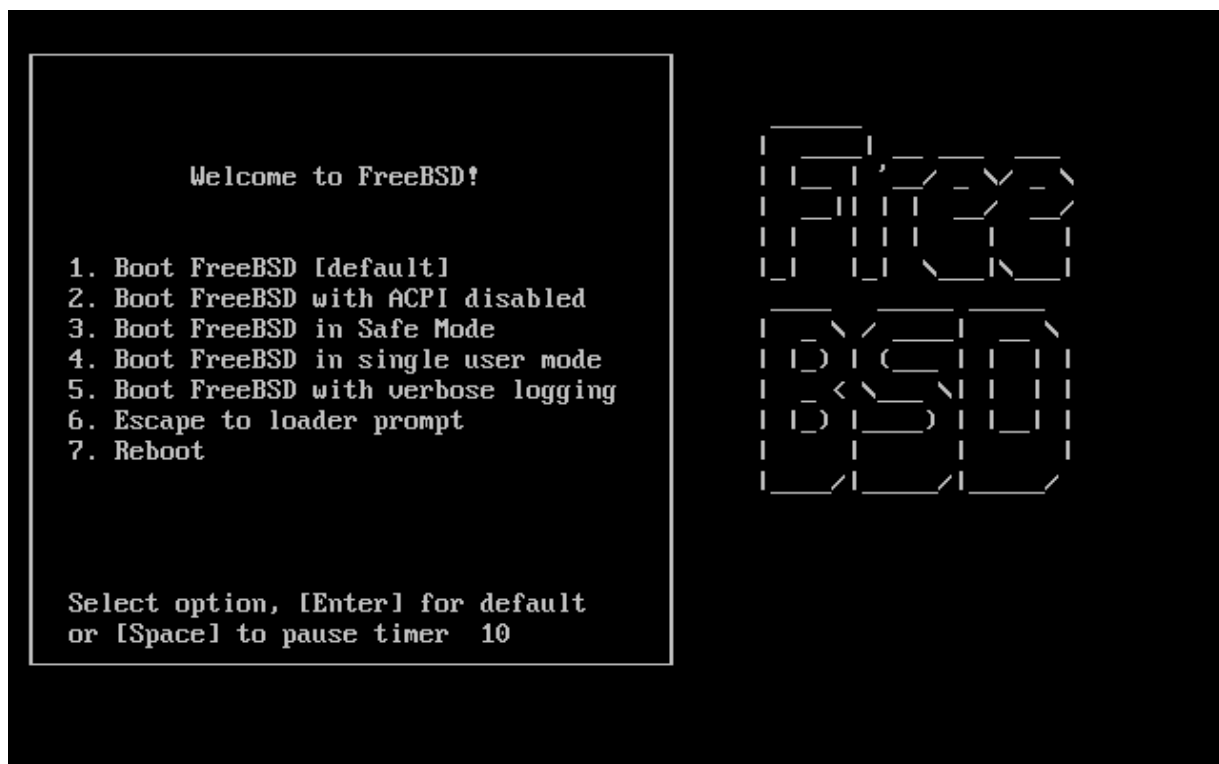 Welcome to FreeBSD!
1. Boot FreeBSD [default]
2. Boot FreeBSD with ACPI disabled
3. Boot FreeBSD in Safe Mode
4. Boot FreeBSD in single user mode
5. Boot FreeBSD with verbose logging
6. Escape to loader prompt
7. Reboot
Select option, [Enter] for default
or [Space] to pause timer 10
Free
BSD